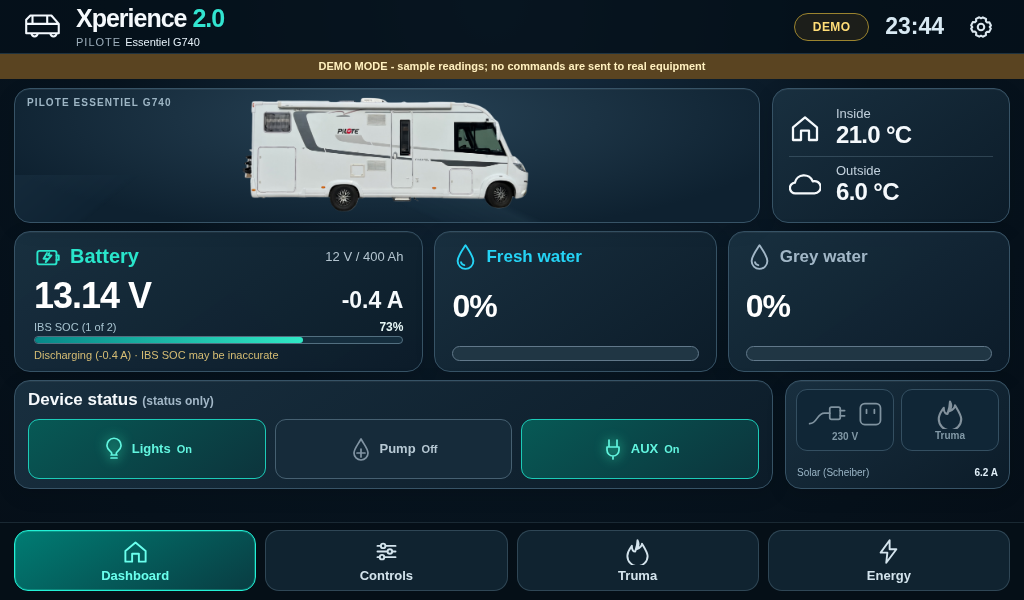 Xperience 2.0
PILOTE Essentiel G740
DEMO
23:44
DEMO MODE - sample readings; no commands are sent to real equipment
PILOTE ESSENTIEL G740
PILOTE
Inside
21.0 °C
Outside
6.0 °C
Battery
12 V / 400 Ah
13.14 V
-0.4 A
IBS SOC (1 of 2)
73%
Discharging (-0.4 A) · IBS SOC may be inaccurate
Fresh water
0%
Grey water
0%
Device status (status only)
Lights On
Pump Off
AUX On
230 V
Truma
Solar (Scheiber)
6.2 A
Dashboard
Controls
Truma
Energy